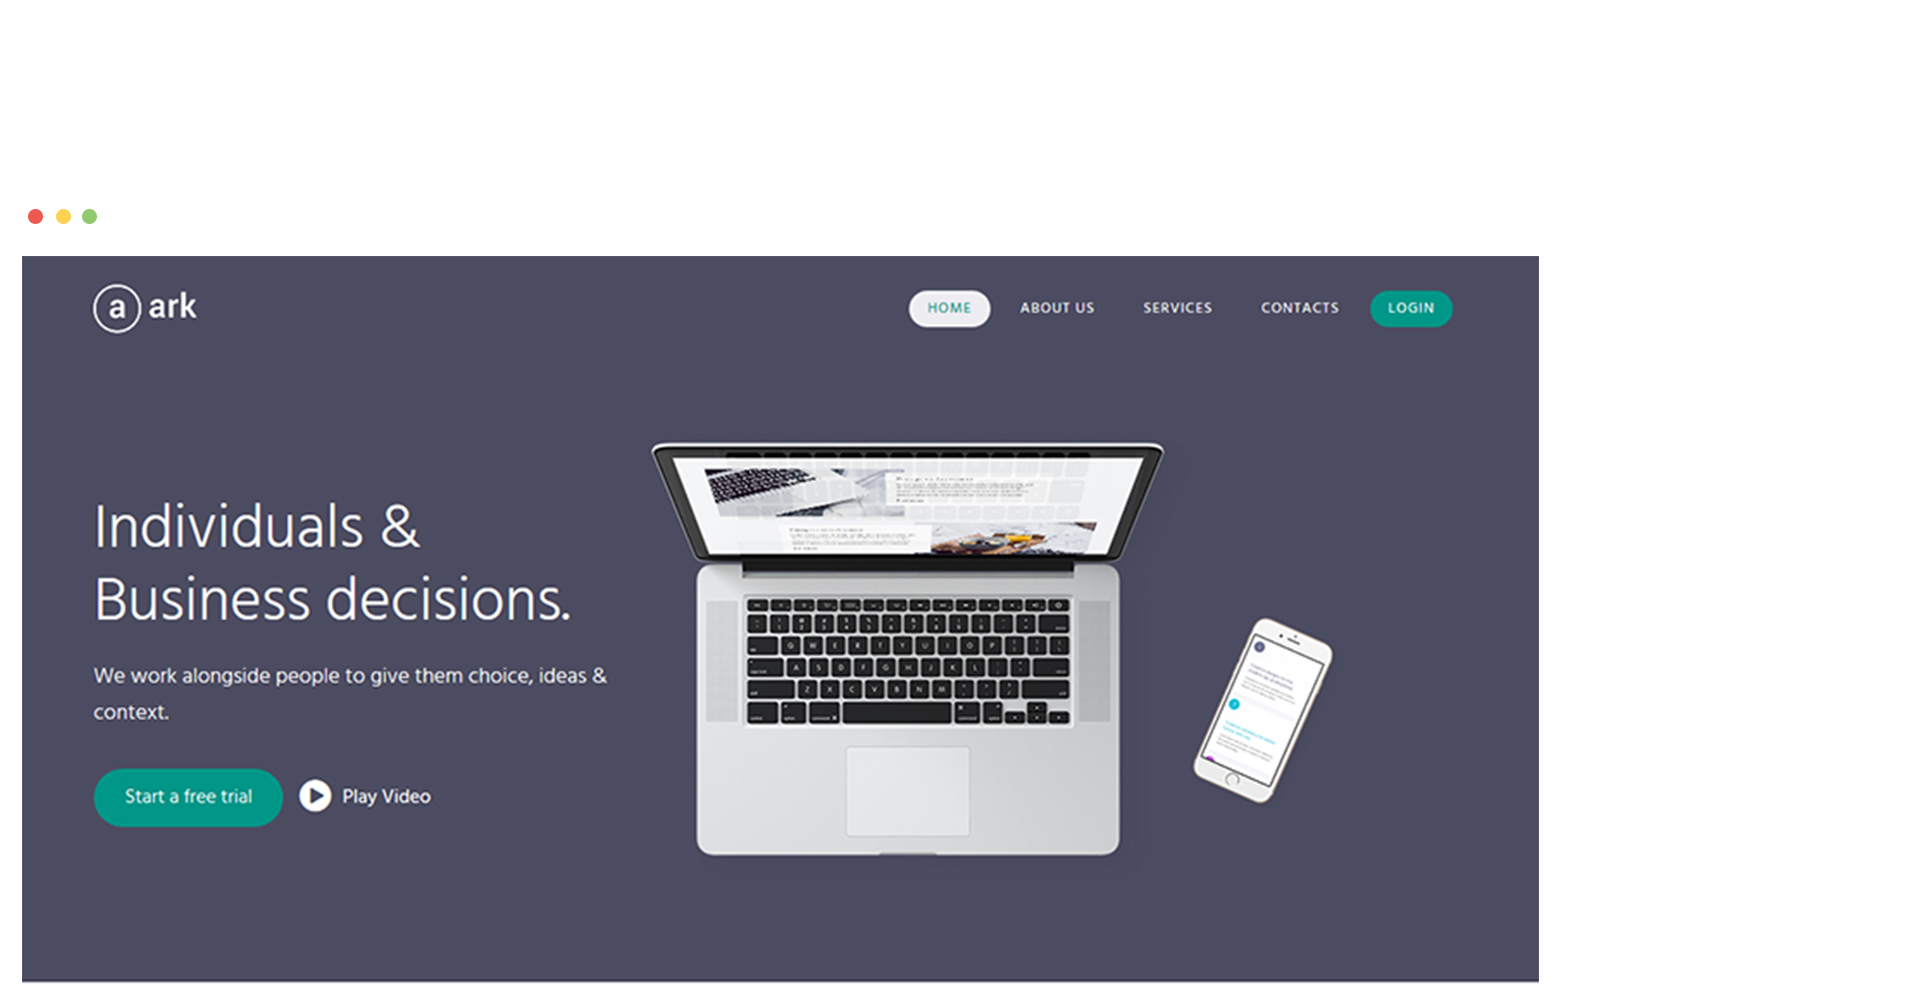 a ark
HOME ABOUT US SERVICES CONTACTS LOGIN
Individuals &
Business decisions.
We work alongside people to give them choice, ideas &
context.
Start a free trial Play Video